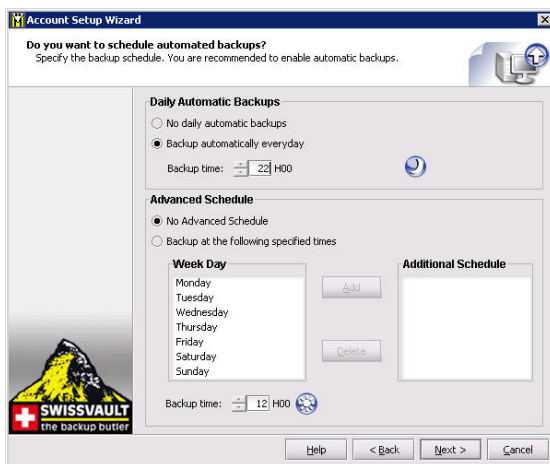 Account Setup Wizard
Do you want to schedule automated backups?
Specify the backup schedule. You are recommended to enable automatic backups.
Daily Automatic Backups
No daily automatic backups
Backup automatically everyday
Backup time: 22 H00
Advanced Schedule
No Advanced Schedule
Backup at the following specified times
Week Day
Monday
Tuesday
Wednesday
Thursday
Friday
Saturday
Sunday
Add
Delete
Additional Schedule
Backup time: 12 H00
SWISSVAULT
the backup butler
Help
< Back
Next >
Cancel